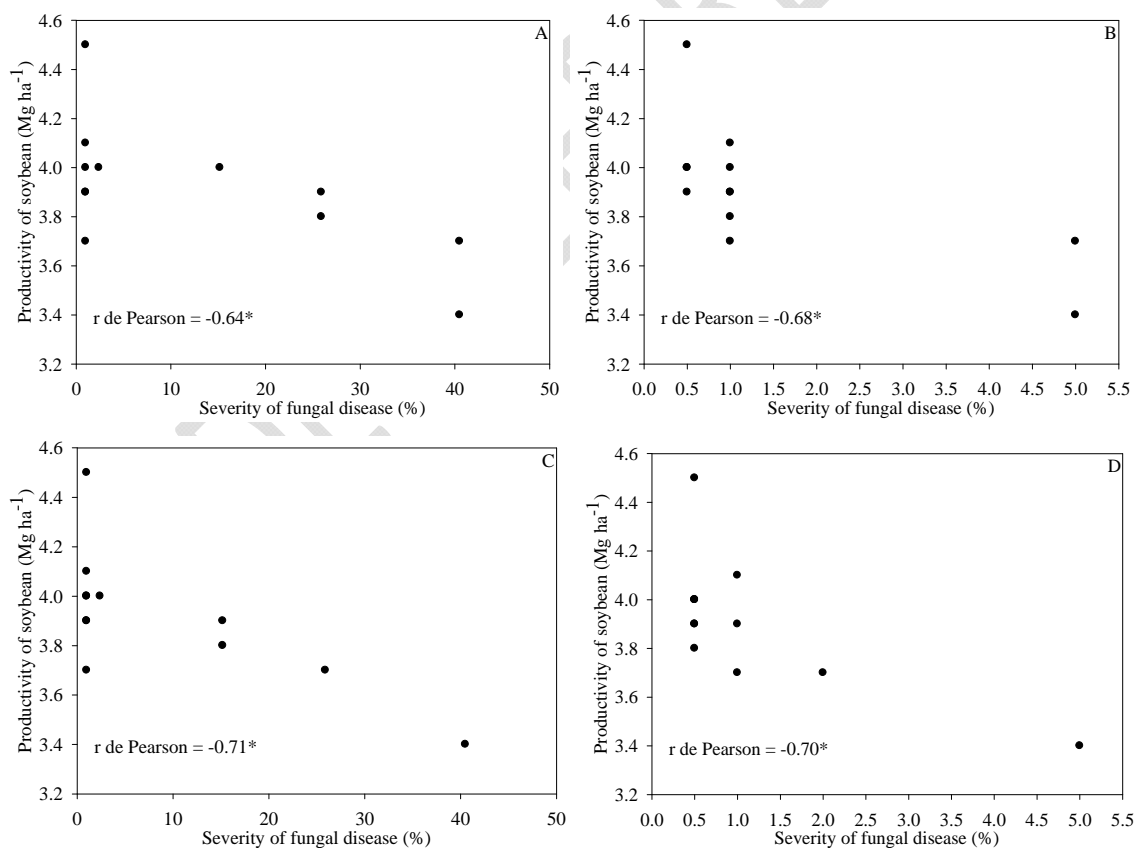 A
Productivity of soybean (Mg ha⁻¹)
4.6
4.4
4.2
4.0
3.8
3.6
3.4
3.2
r de Pearson = -0.64*
0 10 20 30 40 50
Severity of fungal disease (%)
B
Productivity of soybean (Mg ha⁻¹)
4.6
4.4
4.2
4.0
3.8
3.6
3.4
3.2
r de Pearson = -0.68*
0.0 0.5 1.0 1.5 2.0 2.5 3.0 3.5 4.0 4.5 5.0 5.5
Severity of fungal disease (%)
C
Productivity of soybean (Mg ha⁻¹)
4.6
4.4
4.2
4.0
3.8
3.6
3.4
3.2
r de Pearson = -0.71*
0 10 20 30 40 50
Severity of fungal disease (%)
D
Productivity of soybean (Mg ha⁻¹)
4.6
4.4
4.2
4.0
3.8
3.6
3.4
3.2
r de Pearson = -0.70*
0.0 0.5 1.0 1.5 2.0 2.5 3.0 3.5 4.0 4.5 5.0 5.5
Severity of fungal disease (%)